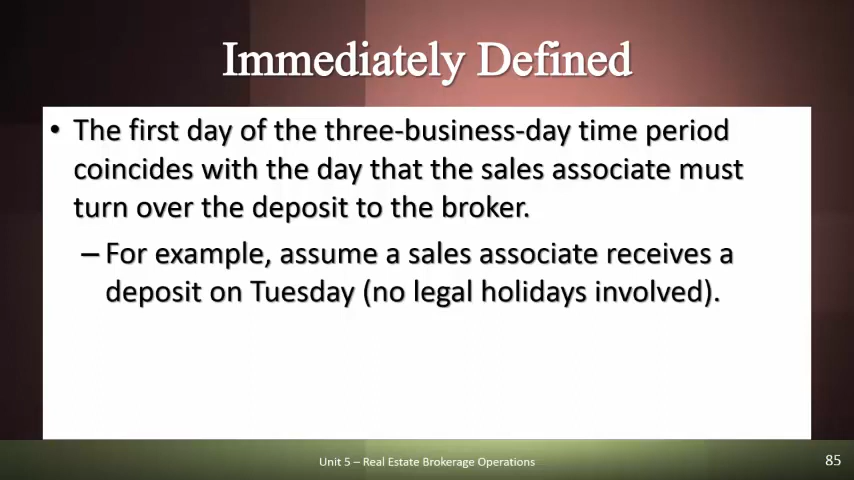 Immediately Defined
• The first day of the three-business-day time period
coincides with the day that the sales associate must
turn over the deposit to the broker.
– For example, assume a sales associate receives a
deposit on Tuesday (no legal holidays involved).
Unit 5 – Real Estate Brokerage Operations
85